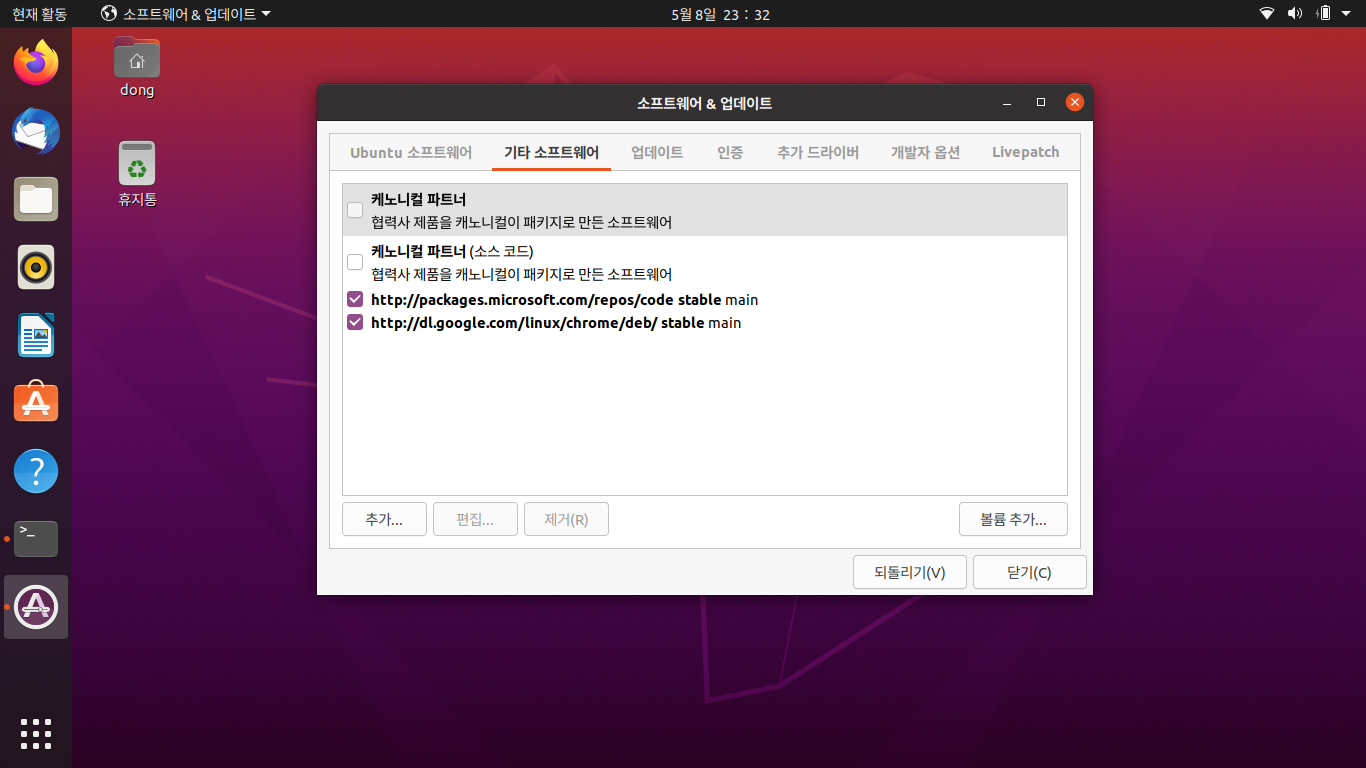 현재 활동
소프트웨어 & 업데이트
5월 8일 23 : 32
dong
휴지통
소프트웨어 & 업데이트
Ubuntu 소프트웨어
기타 소프트웨어
업데이트
인증
추가 드라이버
개발자 옵션
Livepatch
케노니컬 파트너
협력사 제품을 캐노니컬이 패키지로 만든 소프트웨어
케노니컬 파트너 (소스 코드)
협력사 제품을 캐노니컬이 패키지로 만든 소프트웨어
http://packages.microsoft.com/repos/code stable main
http://dl.google.com/linux/chrome/deb/ stable main
추가...
편집...
제거(R)
볼륨 추가...
되돌리기(V)
닫기(C)